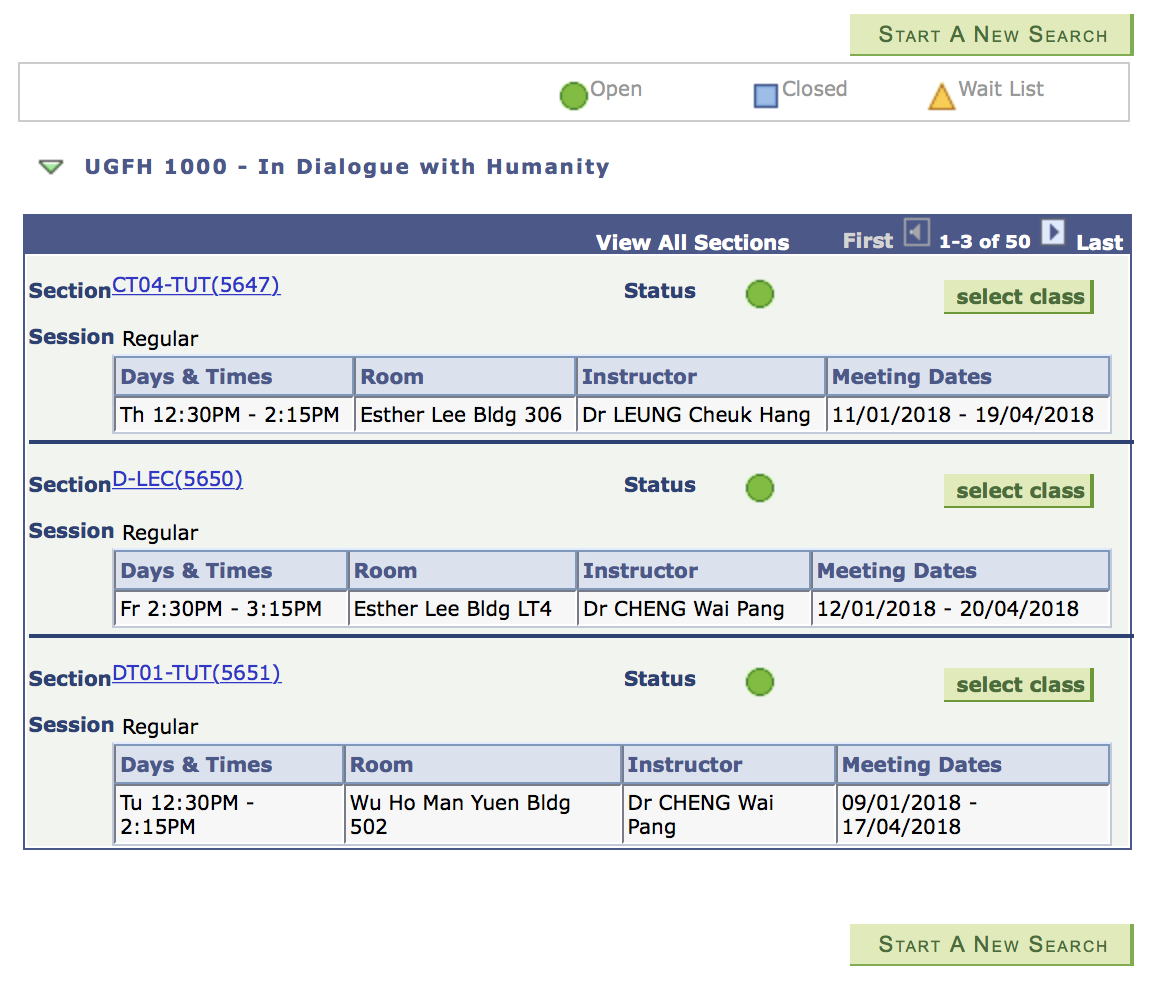 START A NEW SEARCH
Open Closed Wait List
UGFH 1000 - In Dialogue with Humanity
View All Sections First 1-3 of 50 Last
Section CT04-TUT(5647) Status select class
Session Regular
Days & Times Room Instructor Meeting Dates
Th 12:30PM - 2:15PM Esther Lee Bldg 306 Dr LEUNG Cheuk Hang 11/01/2018 - 19/04/2018
Section D-LEC(5650) Status select class
Session Regular
Days & Times Room Instructor Meeting Dates
Fr 2:30PM - 3:15PM Esther Lee Bldg LT4 Dr CHENG Wai Pang 12/01/2018 - 20/04/2018
Section DT01-TUT(5651) Status select class
Session Regular
Days & Times Room Instructor Meeting Dates
Tu 12:30PM - Wu Ho Man Yuen Bldg Dr CHENG Wai 09/01/2018 -
2:15PM 502 Pang 17/04/2018
START A NEW SEARCH